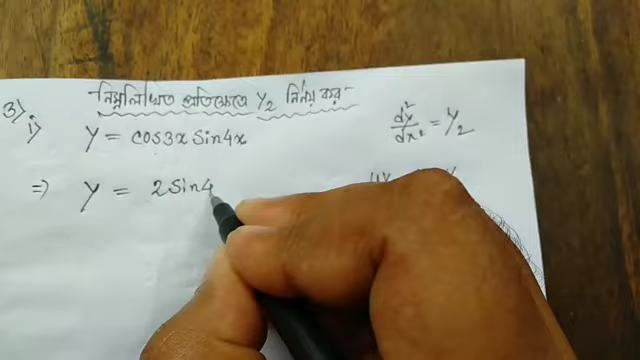 3>
নিম্নলিখিত প্রতিক্ষেত্রে Y₂ নির্ণয় কর
i> y = cos3x sin4x
d²y/dx² = Y₂
=> y = 2sin4